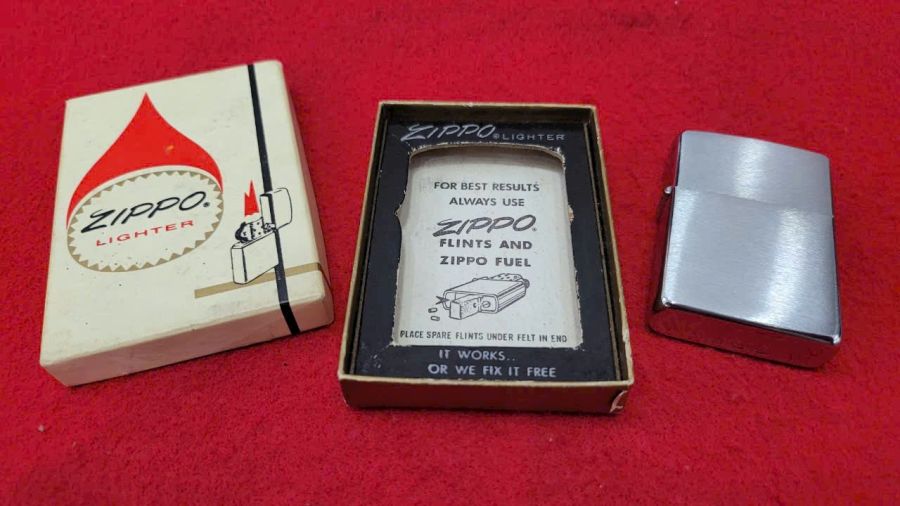 ZIPPO®
LIGHTER
ZIPPO® LIGHTER
FOR BEST RESULTS
ALWAYS USE
ZIPPO®
FLINTS AND
ZIPPO FUEL
PLACE SPARE FLINTS UNDER FELT IN END
IT WORKS..
OR WE FIX IT FREE